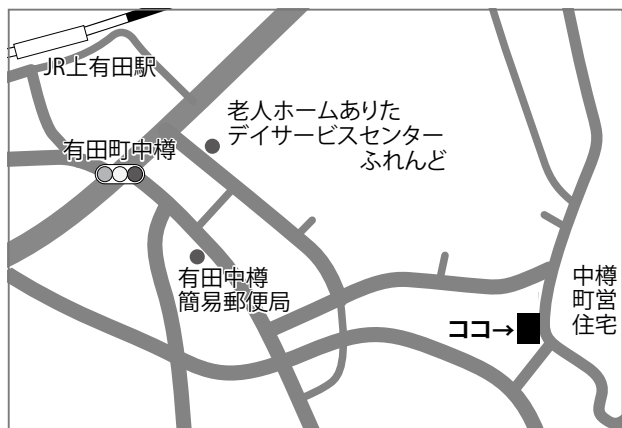 JR上有田駅
老人ホームありた
デイサービスセンター
ふれんど
有田町中樽
有田中樽
簡易郵便局
中樽
町営
住宅
ココ→